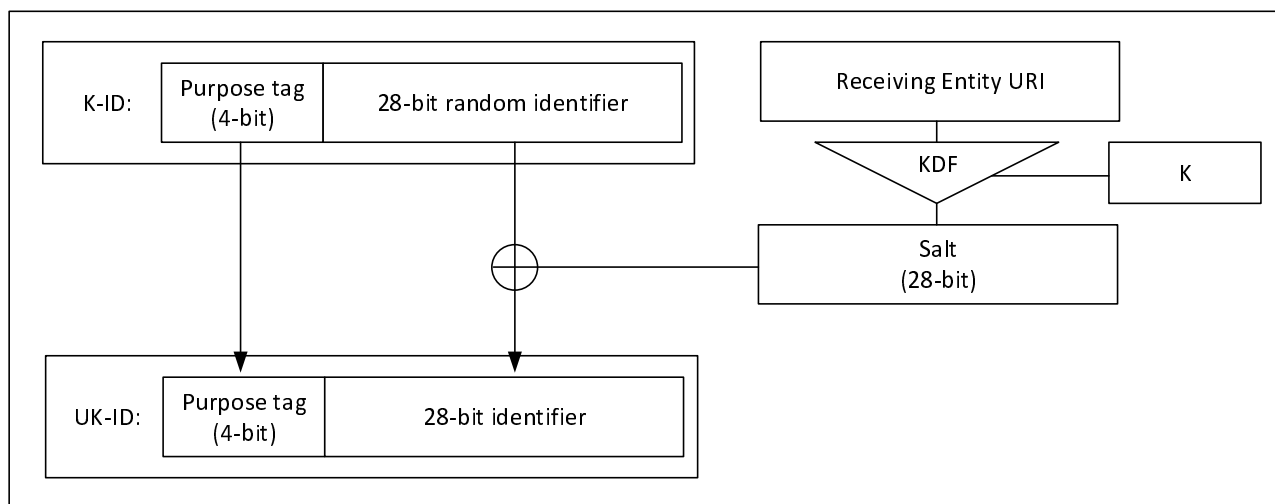 K-ID:
Purpose tag
(4-bit)
28-bit random identifier
Receiving Entity URI
KDF
K
Salt
(28-bit)
UK-ID:
Purpose tag
(4-bit)
28-bit identifier